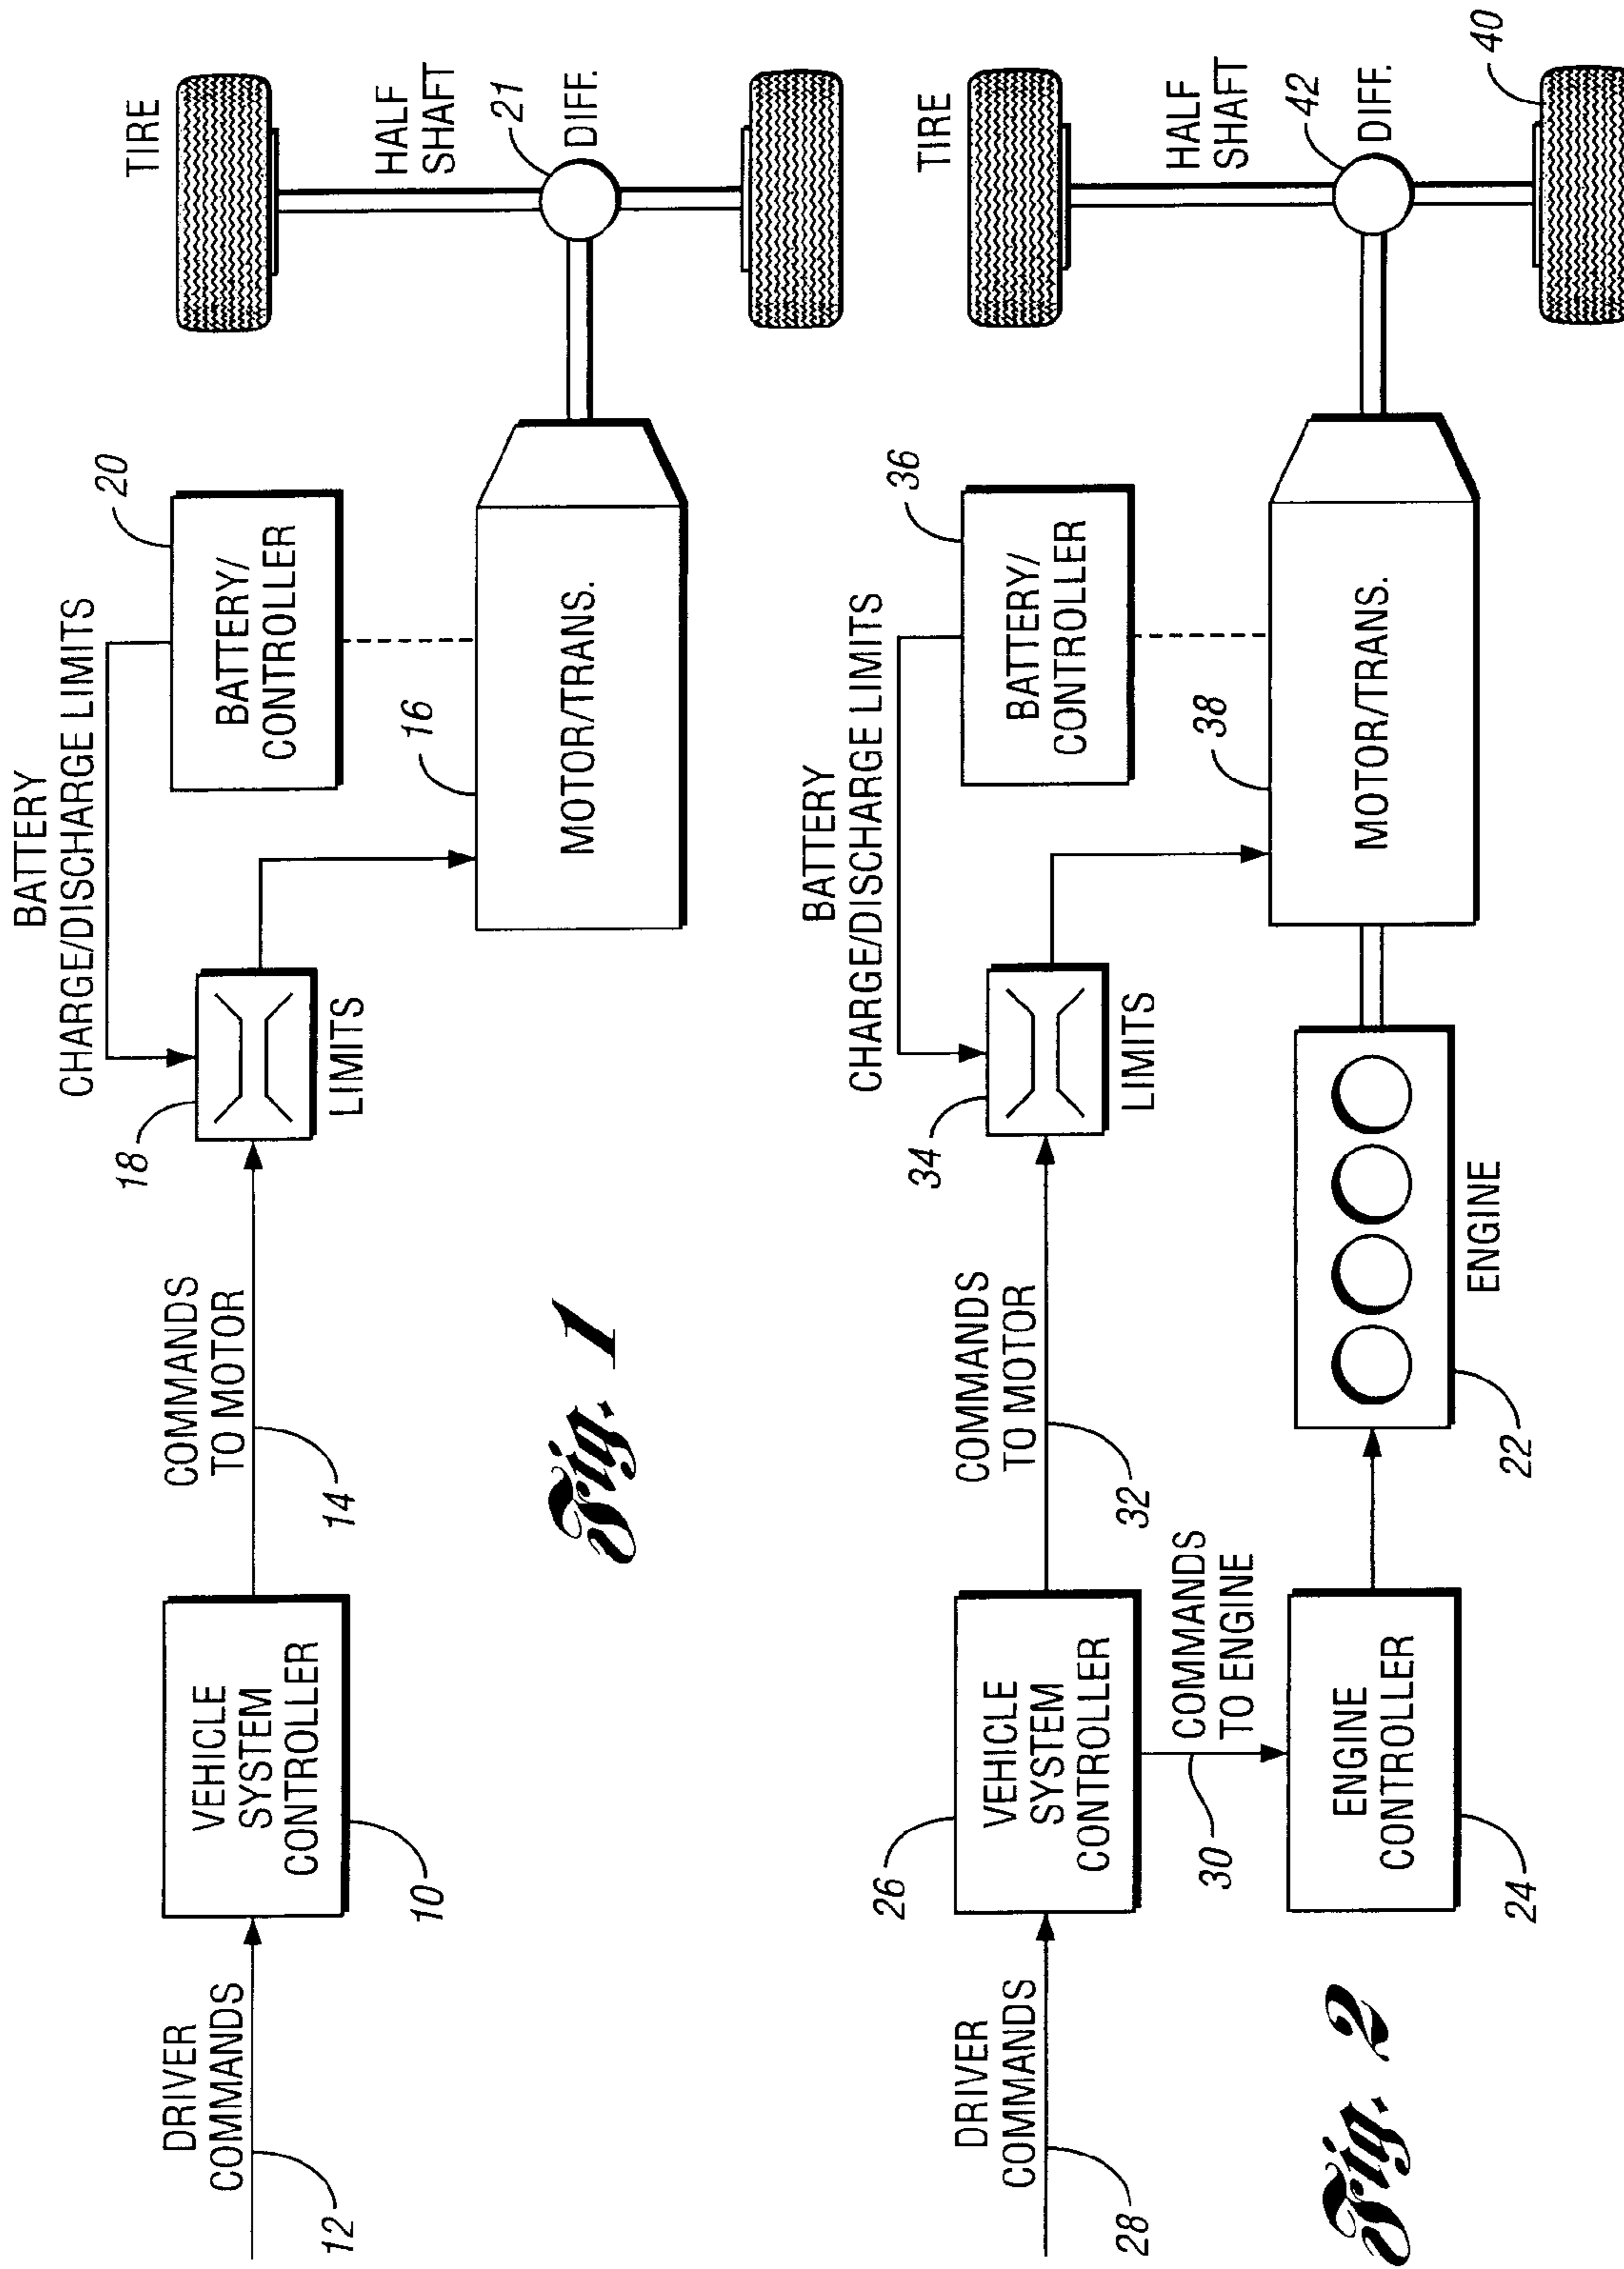 DRIVER
COMMANDS
12
VEHICLE
SYSTEM
CONTROLLER
10
COMMANDS
TO MOTOR
14
BATTERY
CHARGE/DISCHARGE LIMITS
18
LIMITS
20
BATTERY/
CONTROLLER
16
MOTOR/TRANS.
TIRE
HALF
SHAFT
21
DIFF.
Fig. 1
DRIVER
COMMANDS
28
26
VEHICLE
SYSTEM
CONTROLLER
COMMANDS
TO MOTOR
32
30
COMMANDS
TO ENGINE
ENGINE
CONTROLLER
24
BATTERY
CHARGE/DISCHARGE LIMITS
34
LIMITS
36
BATTERY/
CONTROLLER
38
MOTOR/TRANS.
ENGINE
22
TIRE
HALF
SHAFT
42
DIFF.
40
Fig. 2